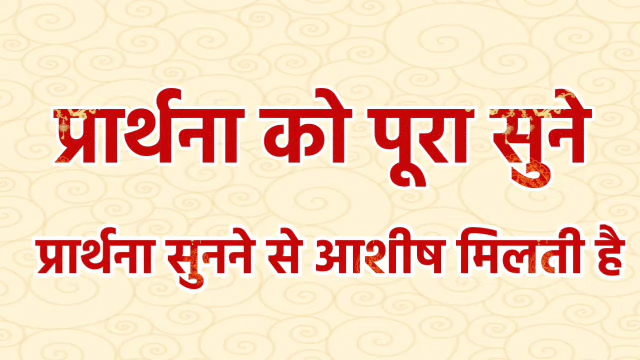 प्रार्थना को पूरा सुने
प्रार्थना सुनने से आशीष मिलती है